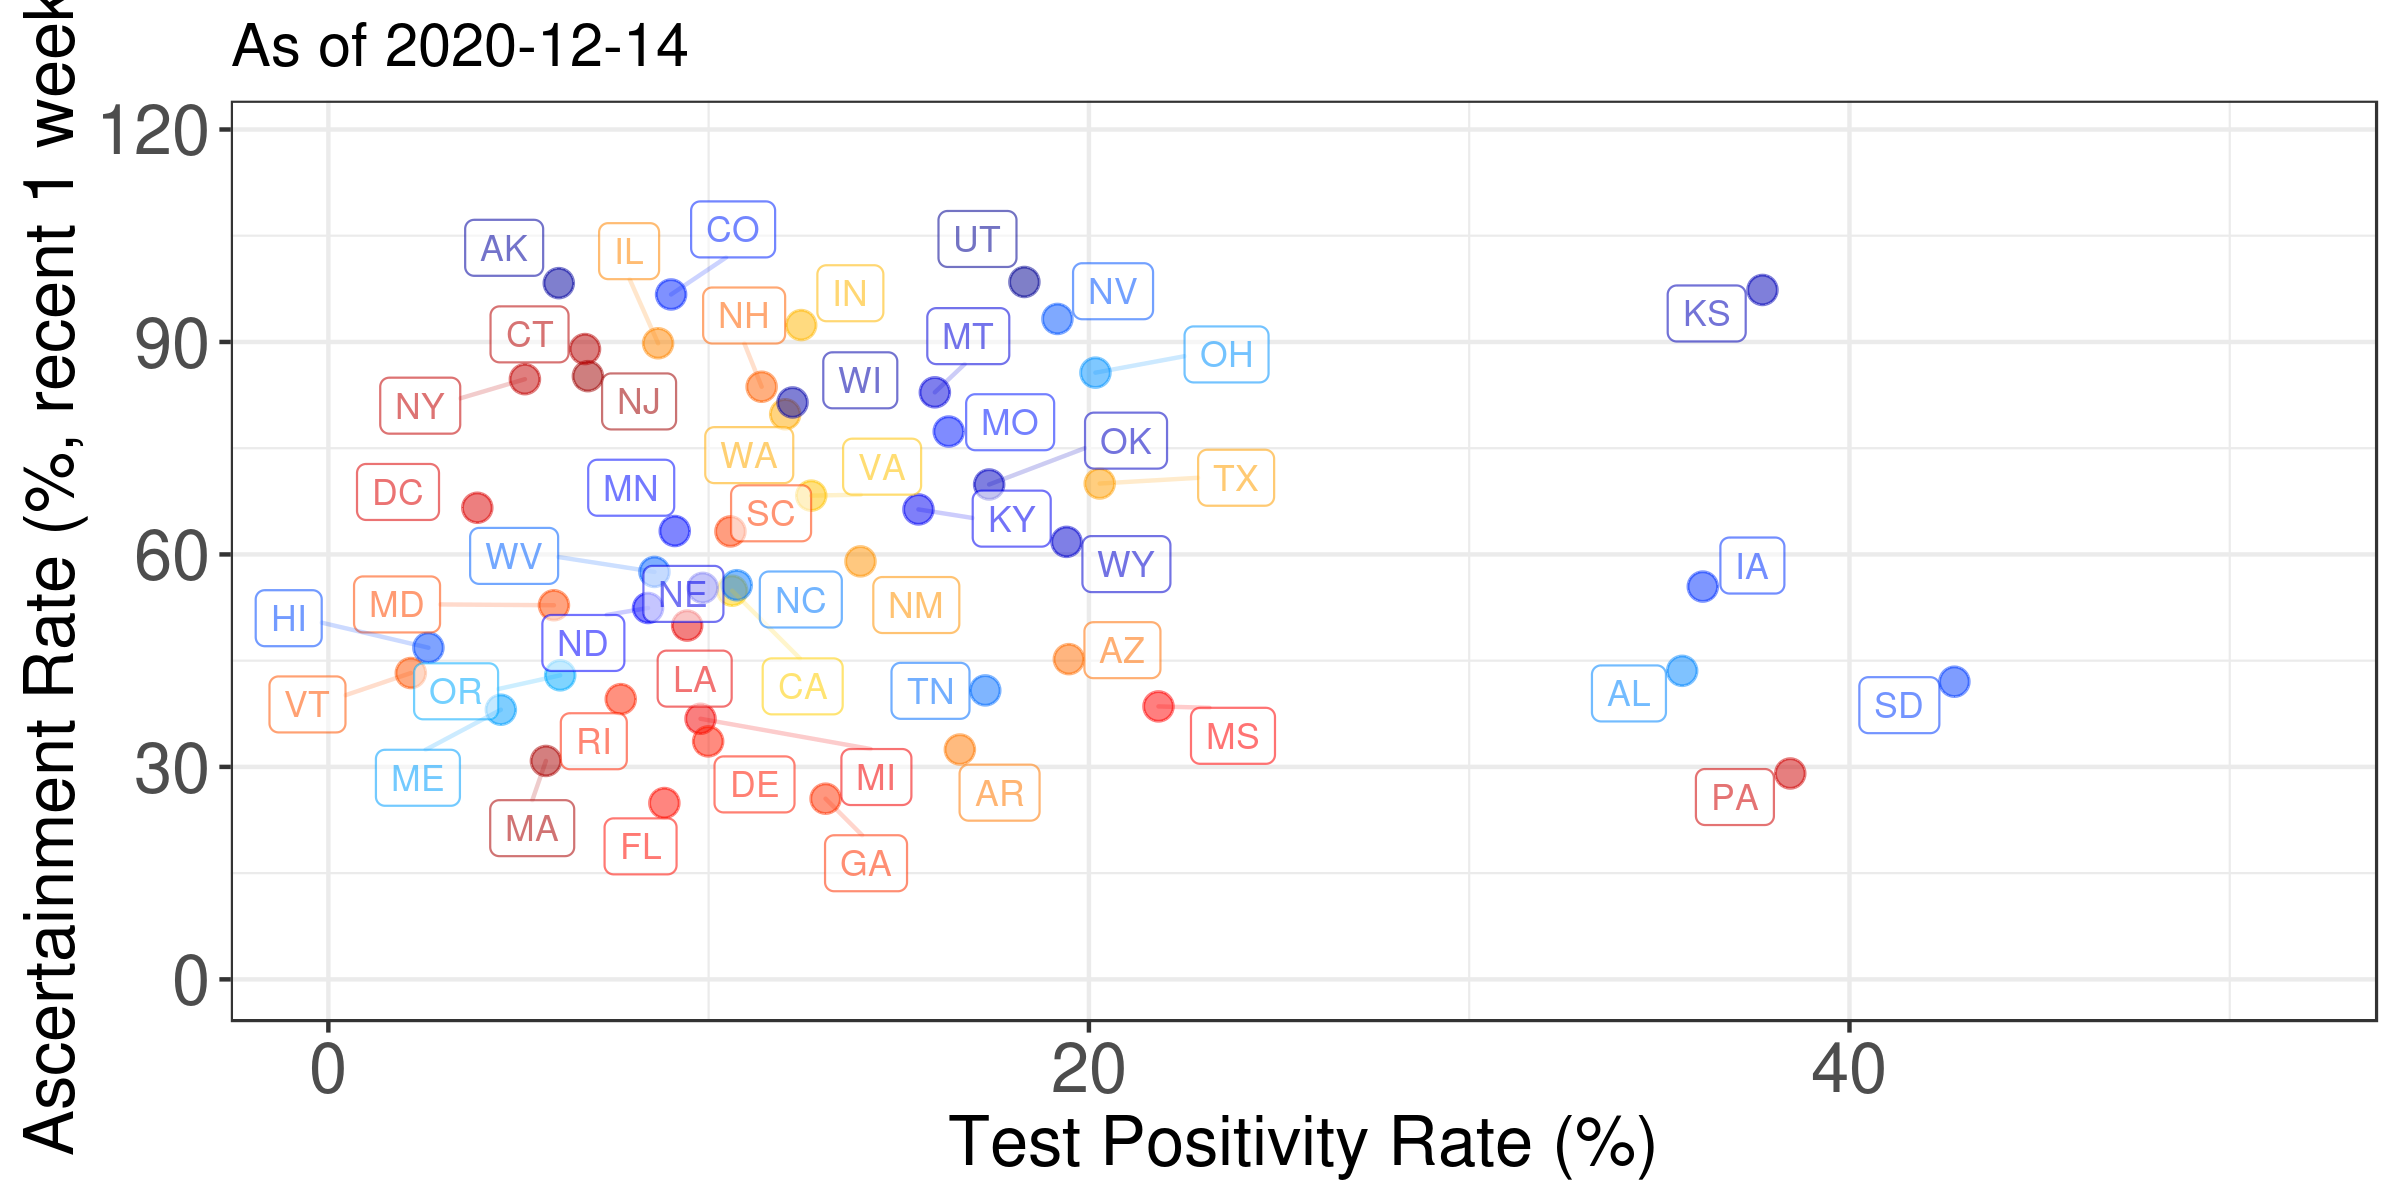 As of 2020-12-14
Ascertainment Rate (%, recent 1 week
120
90
60
30
0
CO
UT
AK
IL
IN
NV
NH
KS
CT
MT
OH
WI
NY
NJ
MO
OK
WA
VA
TX
MN
DC
SC
KY
WV
WY
IA
NE
NC
MD
NM
HI
ND
AZ
LA
CA
OR
TN
AL
VT
SD
MS
RI
ME
DE
MI
AR
PA
MA
FL
GA
0
20
40
Test Positivity Rate (%)